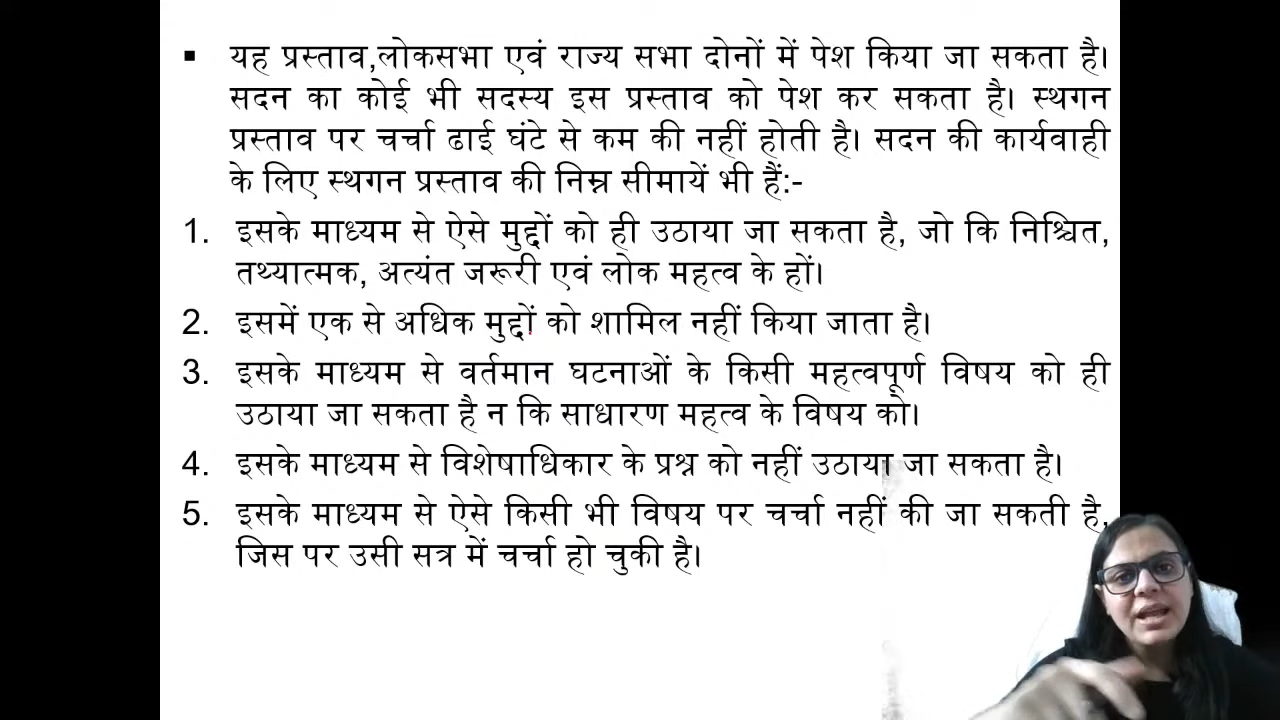 ▪ यह प्रस्ताव,लोकसभा एवं राज्य सभा दोनों में पेश किया जा सकता है।
सदन का कोई भी सदस्य इस प्रस्ताव को पेश कर सकता है। स्थगन
प्रस्ताव पर चर्चा ढाई घंटे से कम की नहीं होती है। सदन की कार्यवाही
के लिए स्थगन प्रस्ताव की निम्न सीमायें भी हैं:-
1. इसके माध्यम से ऐसे मुद्दों को ही उठाया जा सकता है, जो कि निश्चित,
तथ्यात्मक, अत्यंत जरूरी एवं लोक महत्व के हों।
2. इसमें एक से अधिक मुद्दों को शामिल नहीं किया जाता है।
3. इसके माध्यम से वर्तमान घटनाओं के किसी महत्वपूर्ण विषय को ही
उठाया जा सकता है न कि साधारण महत्व के विषय को।
4. इसके माध्यम से विशेषाधिकार के प्रश्न को नहीं उठाया जा सकता है।
5. इसके माध्यम से ऐसे किसी भी विषय पर चर्चा नहीं की जा सकती है,
जिस पर उसी सत्र में चर्चा हो चुकी है।